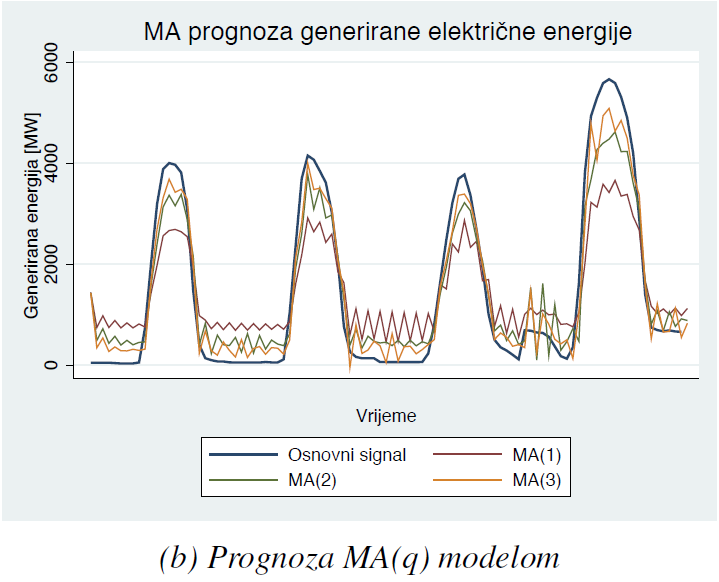 MA prognoza generirane električne energije
Generirana energija [MW]
6000
4000
2000
0
Vrijeme
Osnovni signal
MA(1)
MA(2)
MA(3)
(b) Prognoza MA(q) modelom